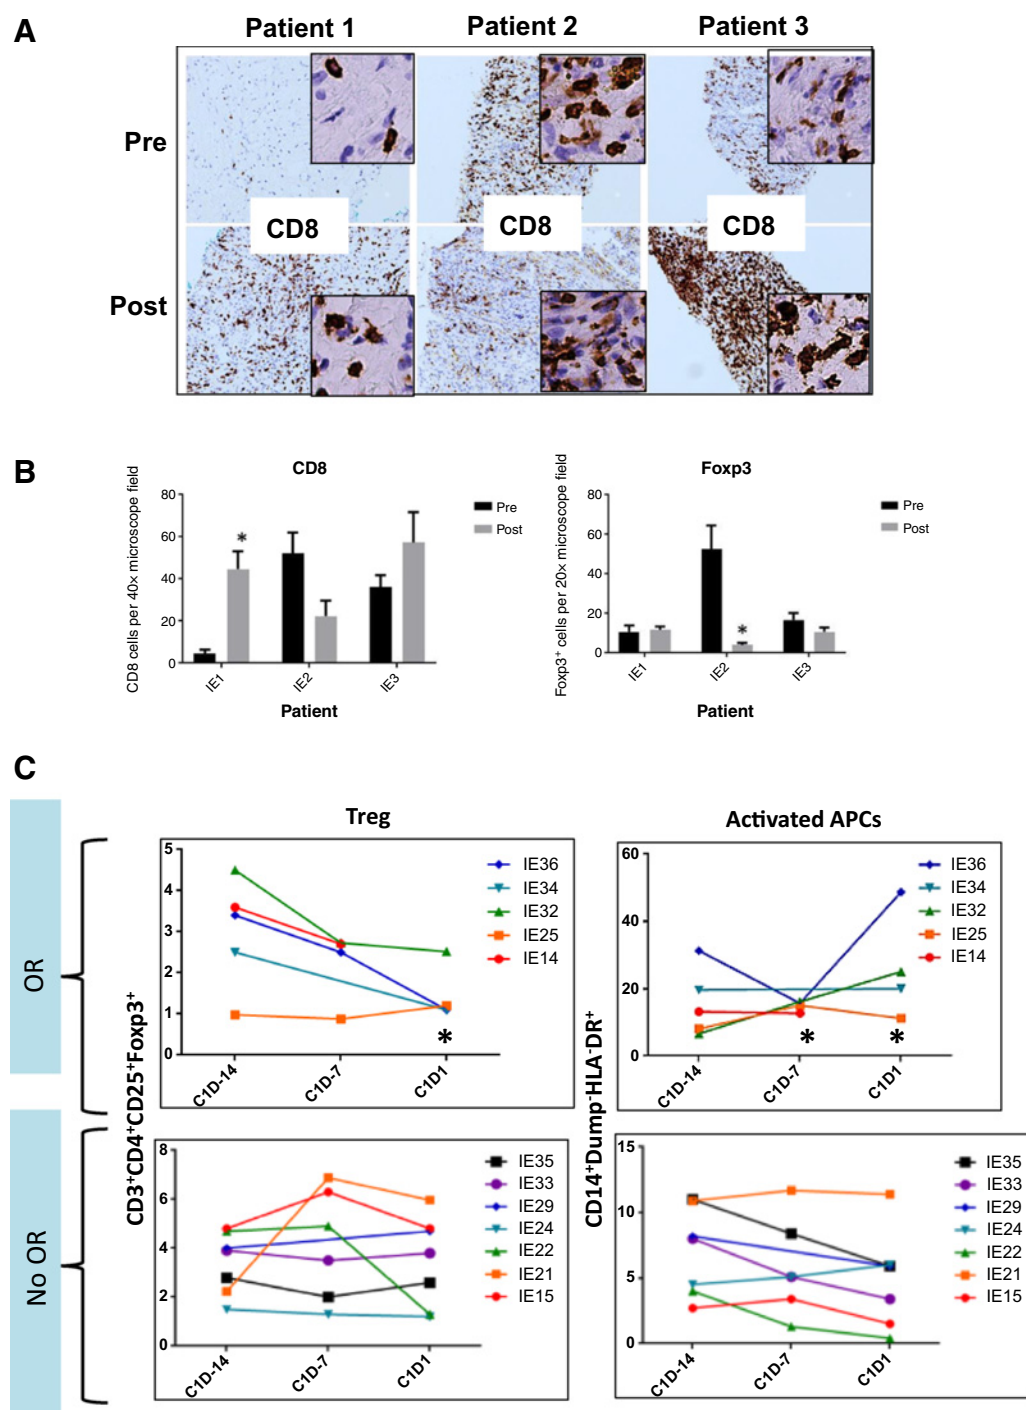 A
Patient 1 Patient 2 Patient 3
Pre
CD8 CD8 CD8
Post
B
CD8
CD8 cells per 40× microscope field
80
60
40
20
0
*
Pre
Post
IE1 IE2 IE3
Patient
Foxp3
Foxp3⁺ cells per 20× microscope field
80
60
40
20
0
*
Pre
Post
IE1 IE2 IE3
Patient
C
OR
No OR
CD3⁺CD4⁺CD25⁺Foxp3⁺
Treg
5
4
3
2
1
0
IE36
IE34
IE32
IE25
IE14
*
C1D-14 C1D-7 C1D1
CD14⁺Dump⁻HLA-DR⁺
Activated APCs
60
40
20
0
IE36
IE34
IE32
IE25
IE14
* *
C1D-14 C1D-7 C1D1
8
6
4
2
0
IE35
IE33
IE29
IE24
IE22
IE21
IE15
C1D-14 C1D-7 C1D1
15
10
5
0
IE35
IE33
IE29
IE24
IE22
IE21
IE15
C1D-14 C1D-7 C1D1